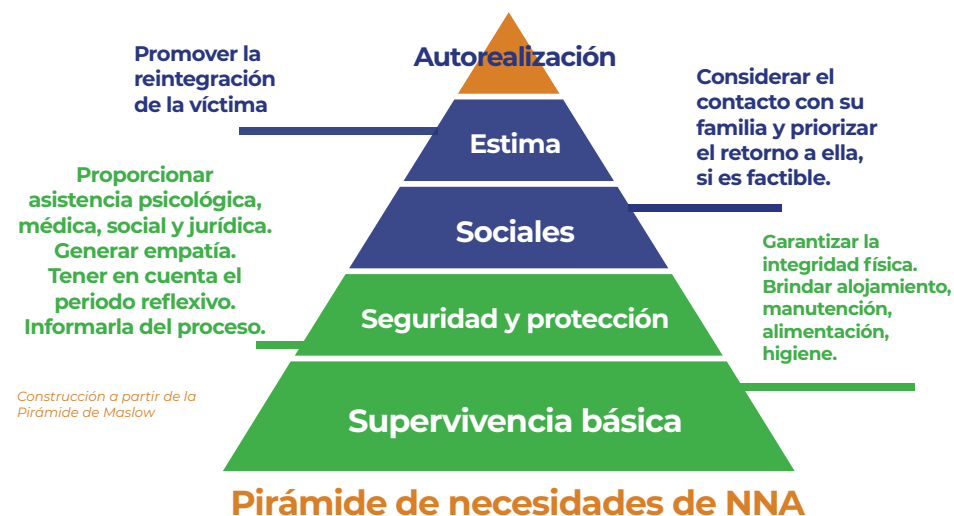 Promover la
reintegración
de la víctima
Autorealización
Considerar el
contacto con su
familia y priorizar
el retorno a ella,
si es factible.
Estima
Proporcionar
asistencia psicológica,
médica, social y jurídica.
Generar empatía.
Tener en cuenta el
periodo reflexivo.
Informarla del proceso.
Sociales
Garantizar la
integridad física.
Brindar alojamiento,
manutención,
alimentación,
higiene.
Seguridad y protección
Construcción a partir de la
Pirámide de Maslow
Supervivencia básica
Pirámide de necesidades de NNA